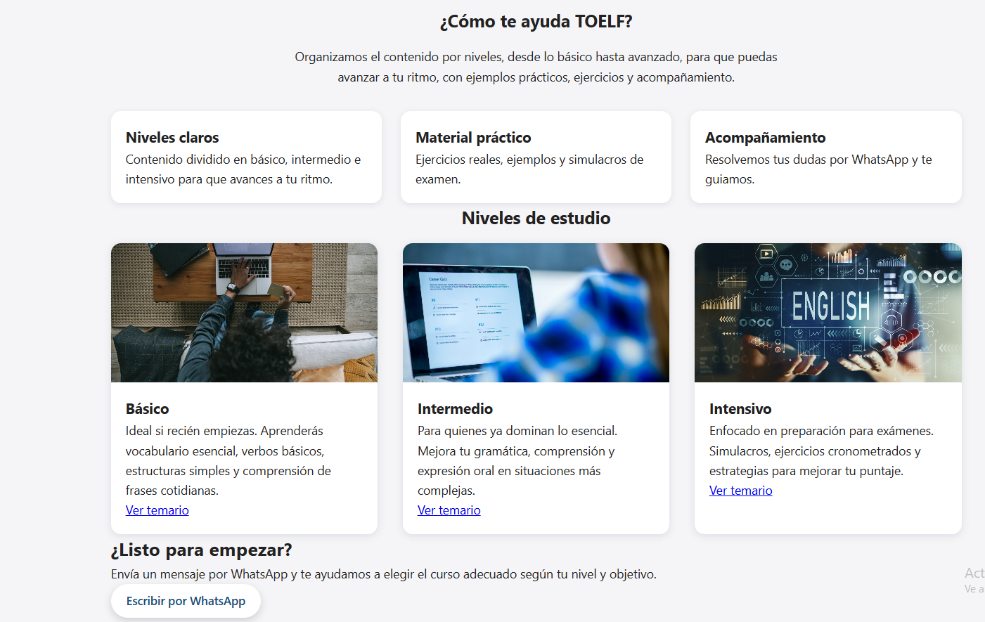 ¿Cómo te ayuda TOELF?
Organizamos el contenido por niveles, desde lo básico hasta avanzado, para que puedas
avanzar a tu ritmo, con ejemplos prácticos, ejercicios y acompañamiento.
Niveles claros
Contenido dividido en básico, intermedio e
intensivo para que avances a tu ritmo.
Material práctico
Ejercicios reales, ejemplos y simulacros de
examen.
Acompañamiento
Resolvemos tus dudas por WhatsApp y te
guiamos.
Niveles de estudio
ENGLISH
Básico
Ideal si recién empiezas. Aprenderás
vocabulario esencial, verbos básicos,
estructuras simples y comprensión de
frases cotidianas.
Ver temario
Intermedio
Para quienes ya dominan lo esencial.
Mejora tu gramática, comprensión y
expresión oral en situaciones más
complejas.
Ver temario
Intensivo
Enfocado en preparación para exámenes.
Simulacros, ejercicios cronometrados y
estrategias para mejorar tu puntaje.
Ver temario
¿Listo para empezar?
Envía un mensaje por WhatsApp y te ayudamos a elegir el curso adecuado según tu nivel y objetivo.
Escribir por WhatsApp
Act
Ve a